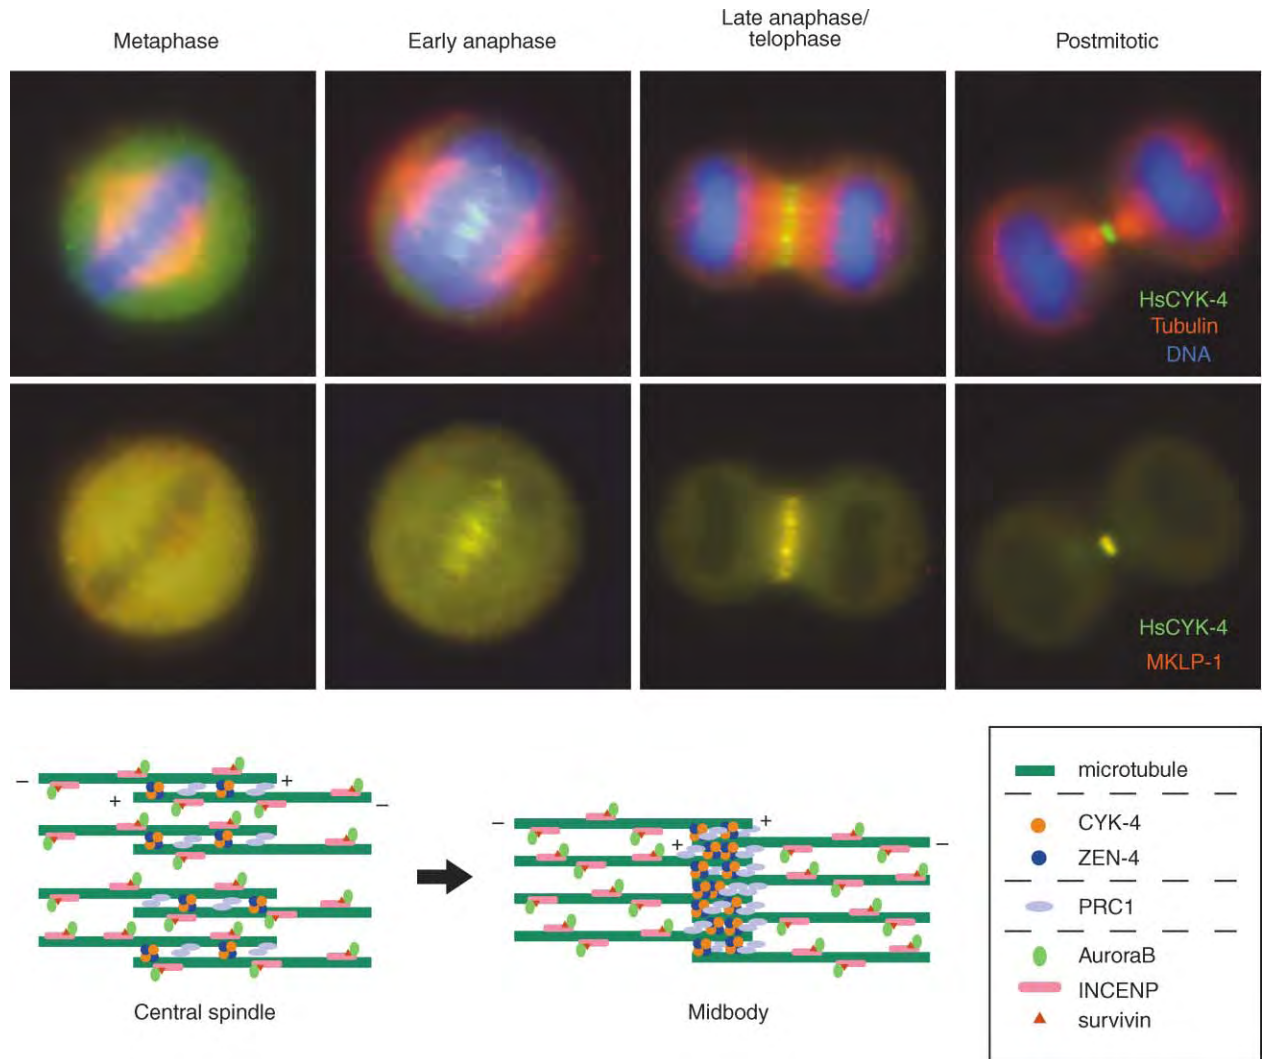 Metaphase
Early anaphase
Late anaphase/
telophase
Postmitotic
HsCYK-4
Tubulin
DNA
HsCYK-4
MKLP-1
– +
+ –
– +
+ –
Central spindle
Midbody
microtubule
CYK-4
ZEN-4
PRC1
AuroraB
INCENP
survivin